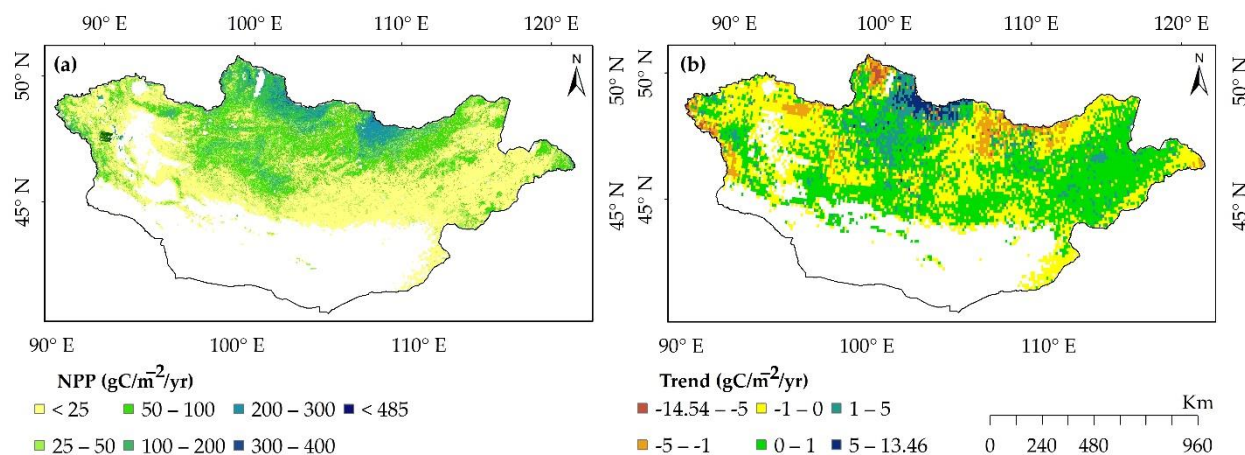 90° E 100° E 110° E 120° E 90° E 100° E 110° E 120° E
(a) N (b) N
50° N 50° N 50° N 50° N
45° N 45° N 45° N 45° N
90° E 100° E 110° E 90° E 100° E 110° E
NPP (gC/m⁻²/yr) Trend (gC/m⁻²/yr)
< 25 50 – 100 200 – 300 < 485 -14.54 – -5 -1 – 0 1 – 5 Km
25 – 50 100 – 200 300 – 400 -5 – -1 0 – 1 5 – 13.46 0 240 480 960